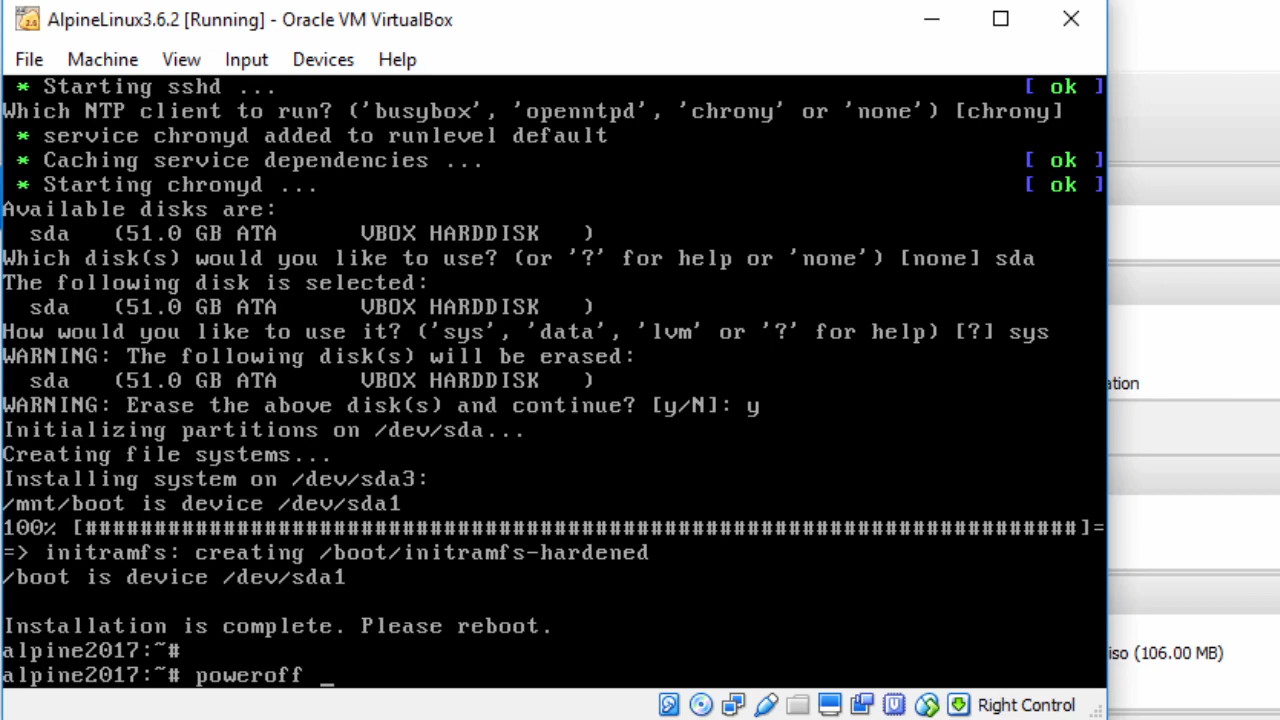 AlpineLinux3.6.2 [Running] - Oracle VM VirtualBox
File Machine View Input Devices Help
* Starting sshd ... [ ok ]
Which NTP client to run? ('busybox', 'openntpd', 'chrony' or 'none') [chrony]
* service chronyd added to runlevel default
* Caching service dependencies ... [ ok ]
* Starting chronyd ... [ ok ]
Available disks are:
sda (51.0 GB ATA VBOX HARDDISK )
Which disk(s) would you like to use? (or '?' for help or 'none') [none] sda
The following disk is selected:
sda (51.0 GB ATA VBOX HARDDISK )
How would you like to use it? ('sys', 'data', 'lvm' or '?' for help) [?] sys
WARNING: The following disk(s) will be erased:
sda (51.0 GB ATA VBOX HARDDISK )
ation
WARNING: Erase the above disk(s) and continue? [y/N]: y
Initializing partitions on /dev/sda...
Creating file systems...
Installing system on /dev/sda3:
/mnt/boot is device /dev/sda1
100% [########################################################################]=
=> initramfs: creating /boot/initramfs-hardened
/boot is device /dev/sda1
Installation is complete. Please reboot.
alpine2017:~#
iso (106.00 MB)
alpine2017:~# poweroff _
Right Control